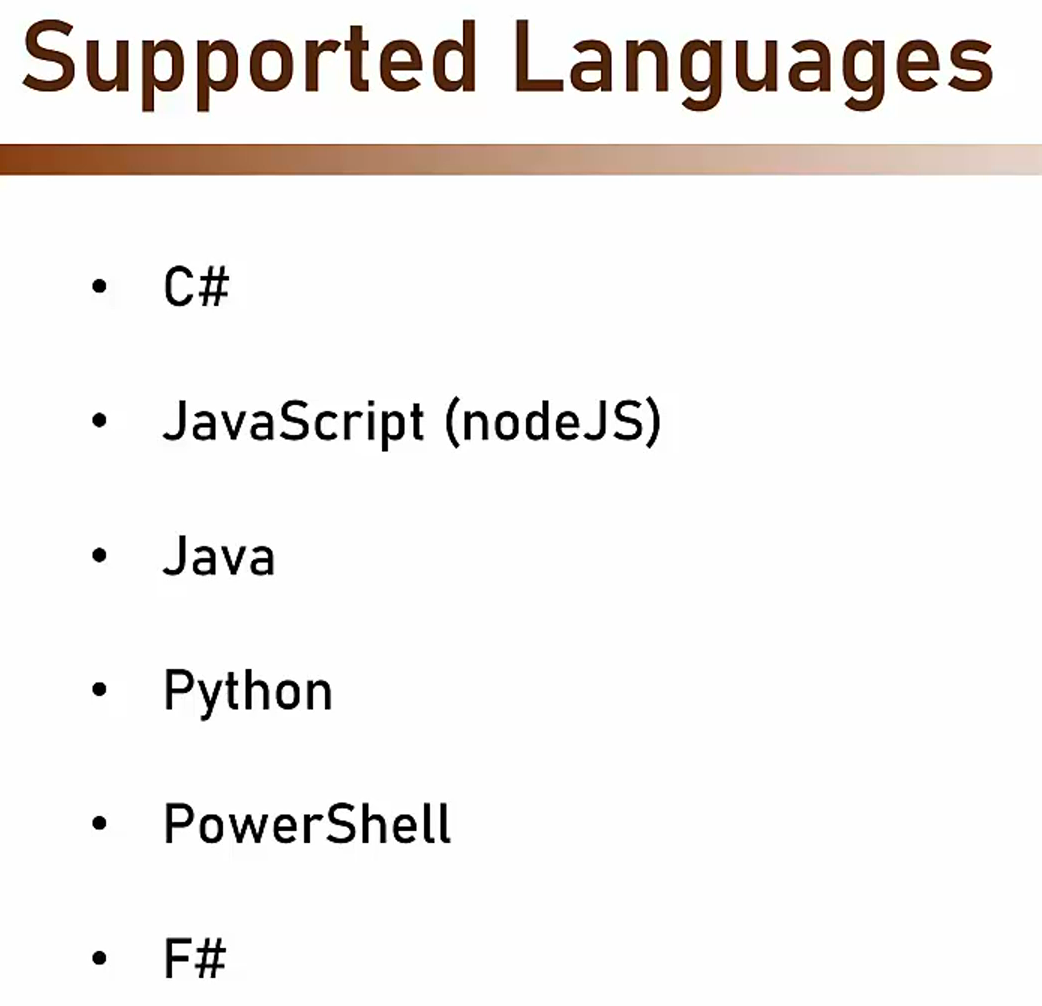 Supported Languages
• C#
• JavaScript (nodeJS)
• Java
• Python
• PowerShell
• F#